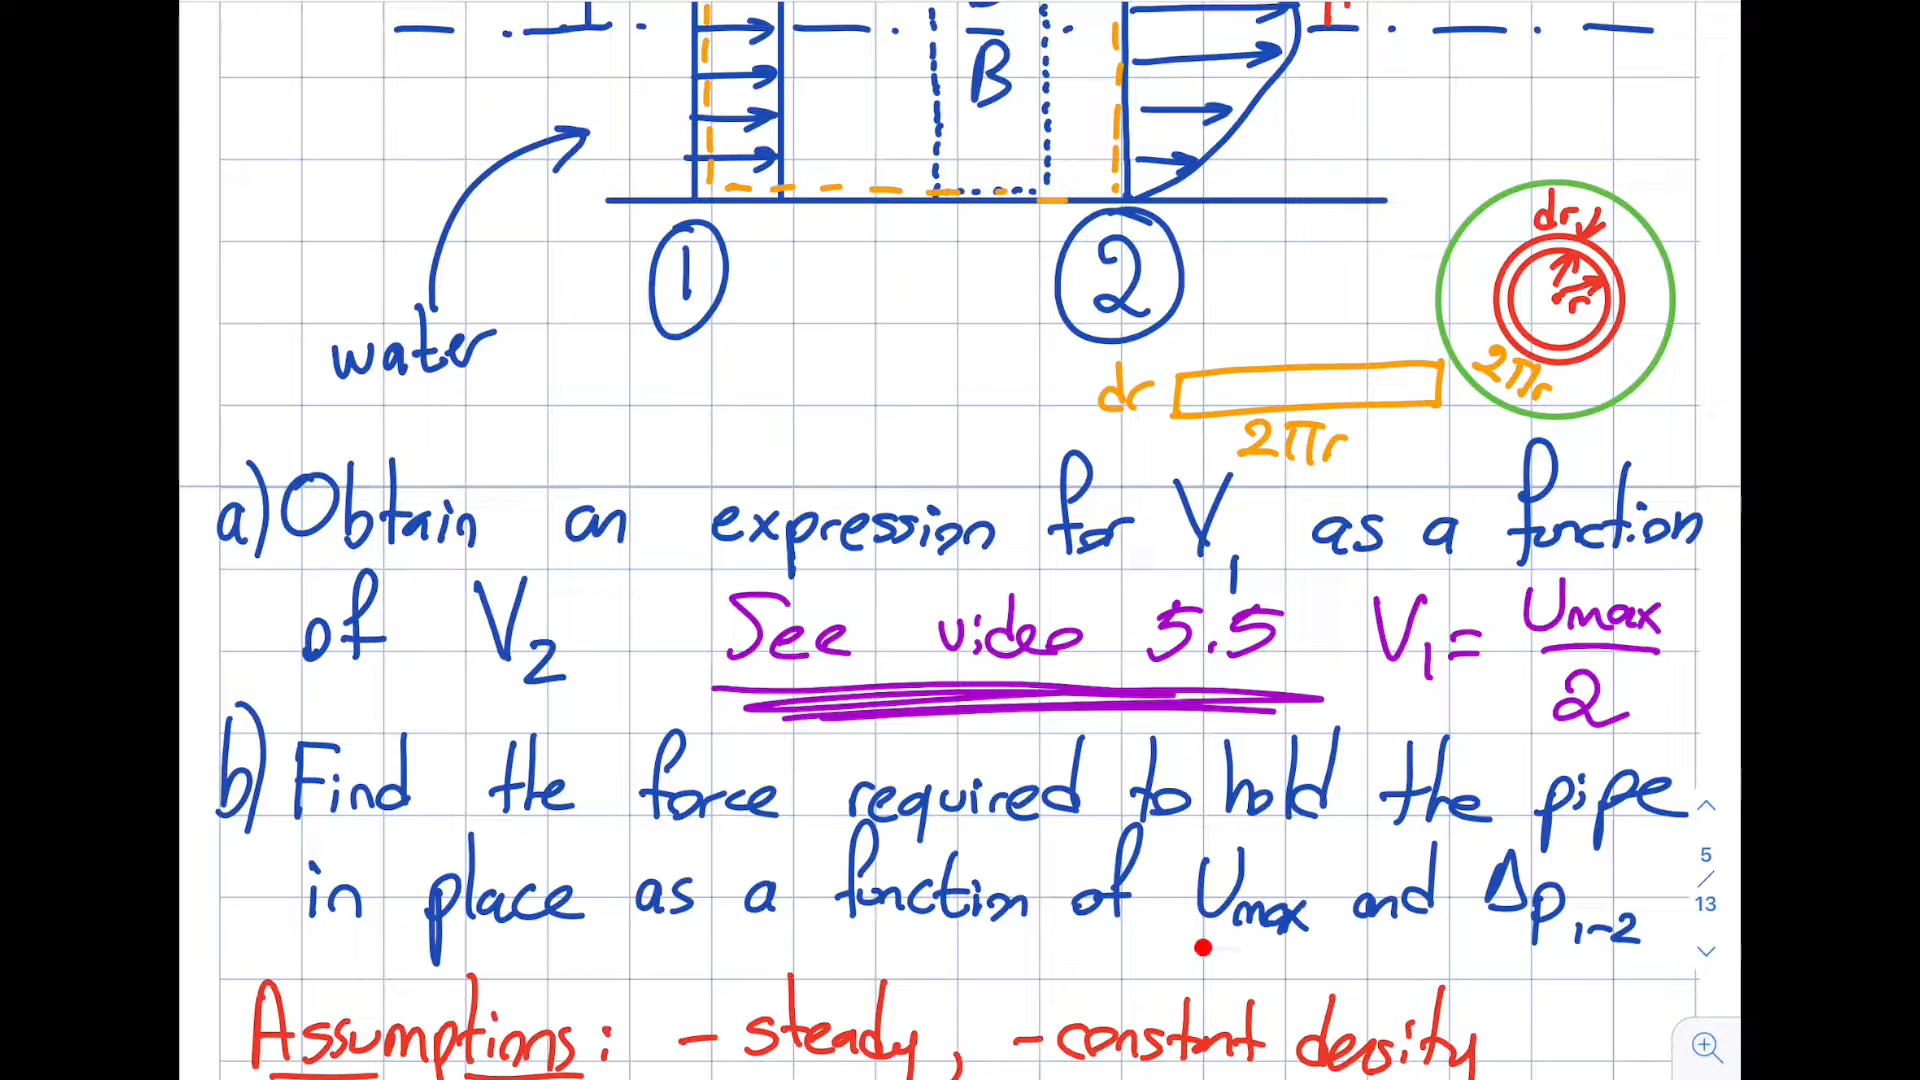 B
dr
r
1
2
water
2πr
dr
2πr
a) Obtain an expression for V1 as a function
of V2 See video 5.5 V1 = Umax/2
b) Find the force required to hold the pipe
in place as a function of Umax and Δp1-2
5
/
13
Assumptions: - steady, - constant density